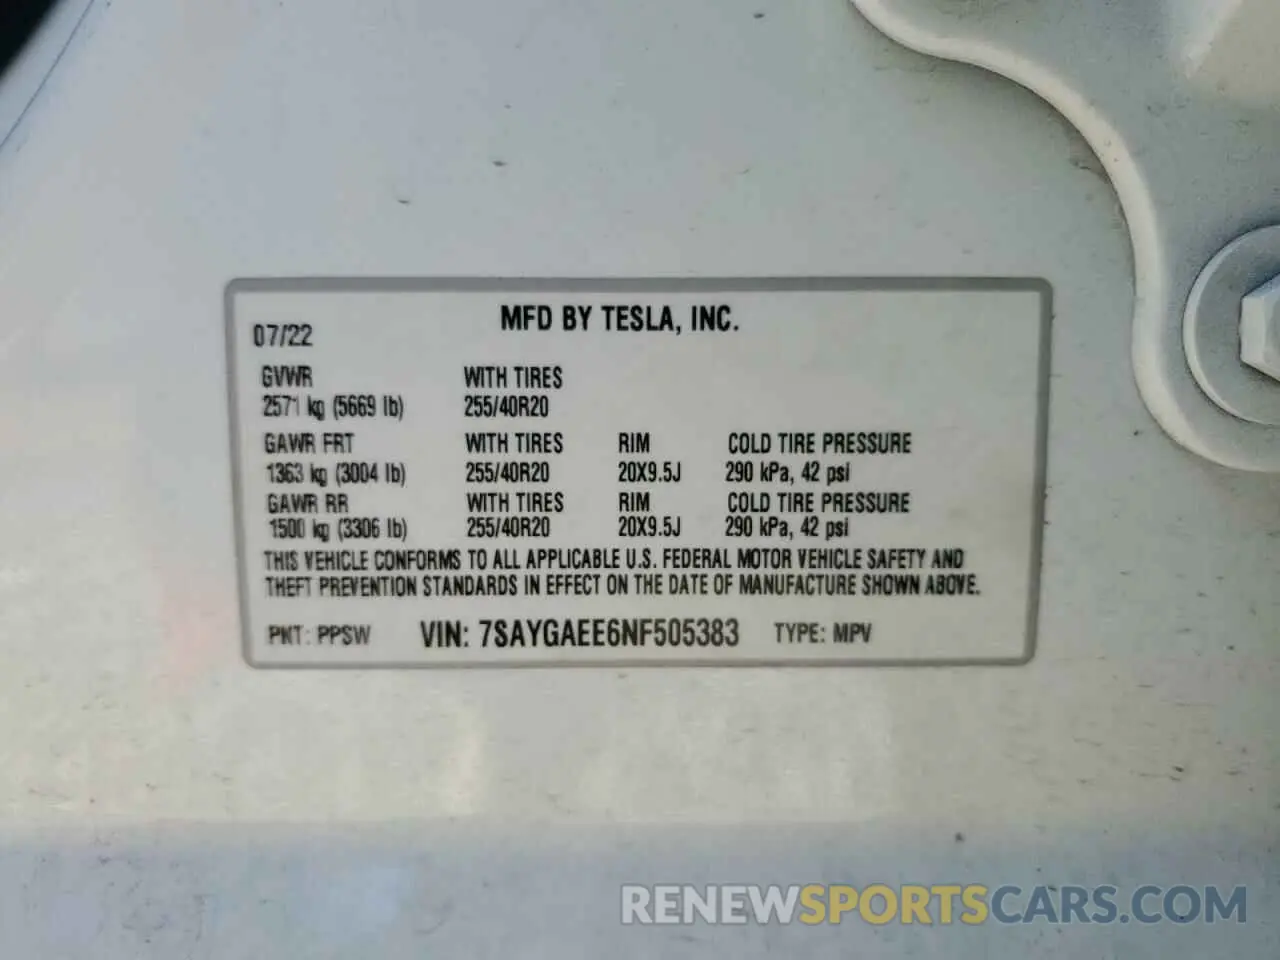 MFD BY TESLA, INC.
07/22
GVWR WITH TIRES
2571 kg (5669 lb) 255/40R20
GAWR FRT WITH TIRES RIM COLD TIRE PRESSURE
1363 kg (3004 lb) 255/40R20 20X9.5J 290 kPa, 42 psi
GAWR RR WITH TIRES RIM COLD TIRE PRESSURE
1500 kg (3306 lb) 255/40R20 20X9.5J 290 kPa, 42 psi
THIS VEHICLE CONFORMS TO ALL APPLICABLE U.S. FEDERAL MOTOR VEHICLE SAFETY AND
THEFT PREVENTION STANDARDS IN EFFECT ON THE DATE OF MANUFACTURE SHOWN ABOVE.
PNT: PPSW VIN: 7SAYGAEE6NF505383 TYPE: MPV
RENEWSPORTSCARS.COM